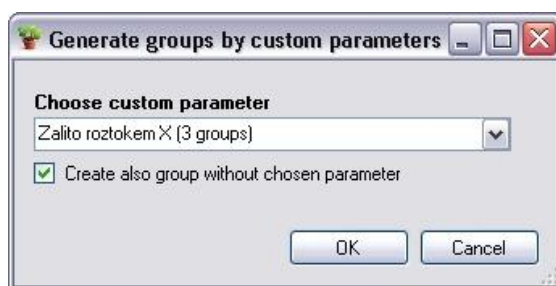 Generate groups by custom parameters
Choose custom parameter
Zalito roztokem X (3 groups)
Create also group without chosen parameter
OK Cancel